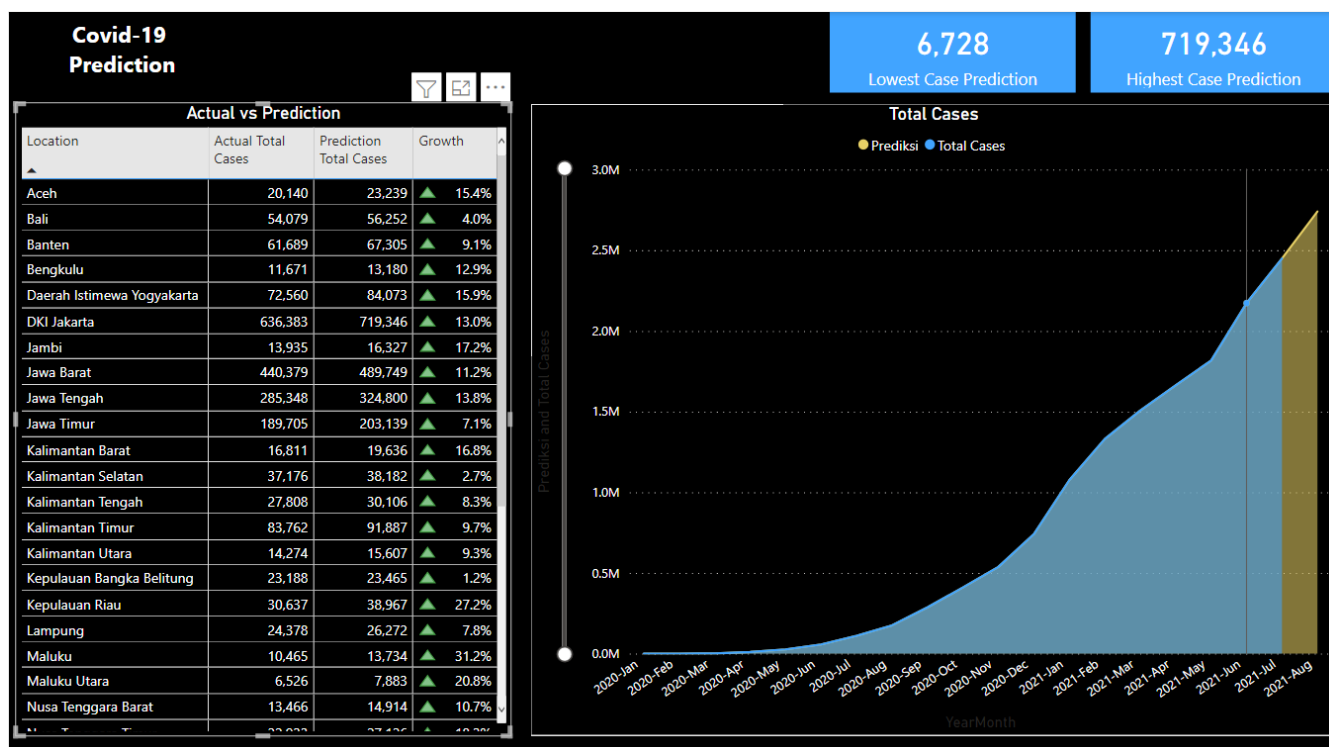 Covid-19
Prediction
6,728
Lowest Case Prediction
719,346
Highest Case Prediction
Actual vs Prediction
Location Actual Total Cases Prediction Total Cases Growth
Aceh 20,140 23,239 15.4%
Bali 54,079 56,252 4.0%
Banten 61,689 67,305 9.1%
Bengkulu 11,671 13,180 12.9%
Daerah Istimewa Yogyakarta 72,560 84,073 15.9%
DKI Jakarta 636,383 719,346 13.0%
Jambi 13,935 16,327 17.2%
Jawa Barat 440,379 489,749 11.2%
Jawa Tengah 285,348 324,800 13.8%
Jawa Timur 189,705 203,139 7.1%
Kalimantan Barat 16,811 19,636 16.8%
Kalimantan Selatan 37,176 38,182 2.7%
Kalimantan Tengah 27,808 30,106 8.3%
Kalimantan Timur 83,762 91,887 9.7%
Kalimantan Utara 14,274 15,607 9.3%
Kepulauan Bangka Belitung 23,188 23,465 1.2%
Kepulauan Riau 30,637 38,967 27.2%
Lampung 24,378 26,272 7.8%
Maluku 10,465 13,734 31.2%
Maluku Utara 6,526 7,883 20.8%
Nusa Tenggara Barat 13,466 14,914 10.7%
Total Cases
Prediksi Total Cases
Prediksi and Total Cases
3.0M
2.5M
2.0M
1.5M
1.0M
0.5M
0.0M
2020-Jan 2020-Feb 2020-Mar 2020-Apr 2020-May 2020-Jun 2020-Jul 2020-Aug 2020-Sep 2020-Oct 2020-Nov 2020-Dec 2021-Jan 2021-Feb 2021-Mar 2021-Apr 2021-May 2021-Jun 2021-Jul 2021-Aug
YearMonth